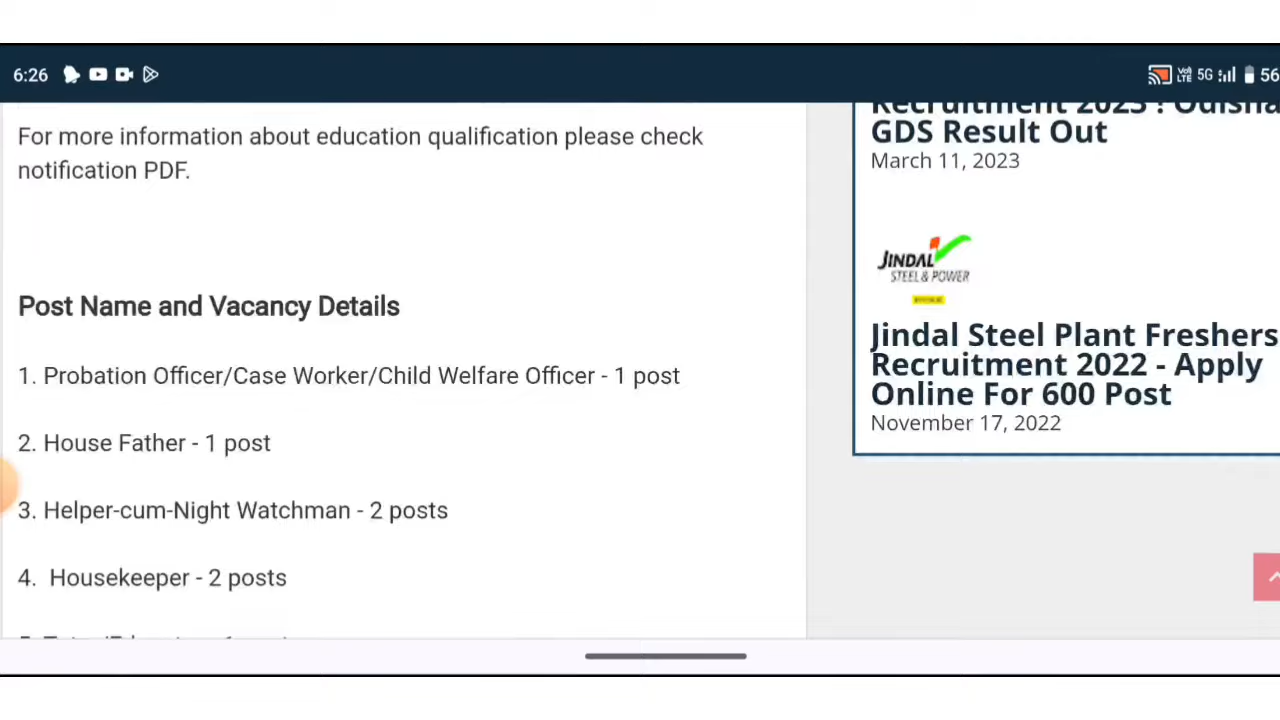 6:26
5G
56
For more information about education qualification please check
notification PDF.
Post Name and Vacancy Details
1. Probation Officer/Case Worker/Child Welfare Officer - 1 post
2. House Father - 1 post
3. Helper-cum-Night Watchman - 2 posts
4. Housekeeper - 2 posts
Recruitment 2023 : Odisha
GDS Result Out
March 11, 2023
JINDAL
STEEL & POWER
Jindal Steel Plant Freshers
Recruitment 2022 - Apply
Online For 600 Post
November 17, 2022